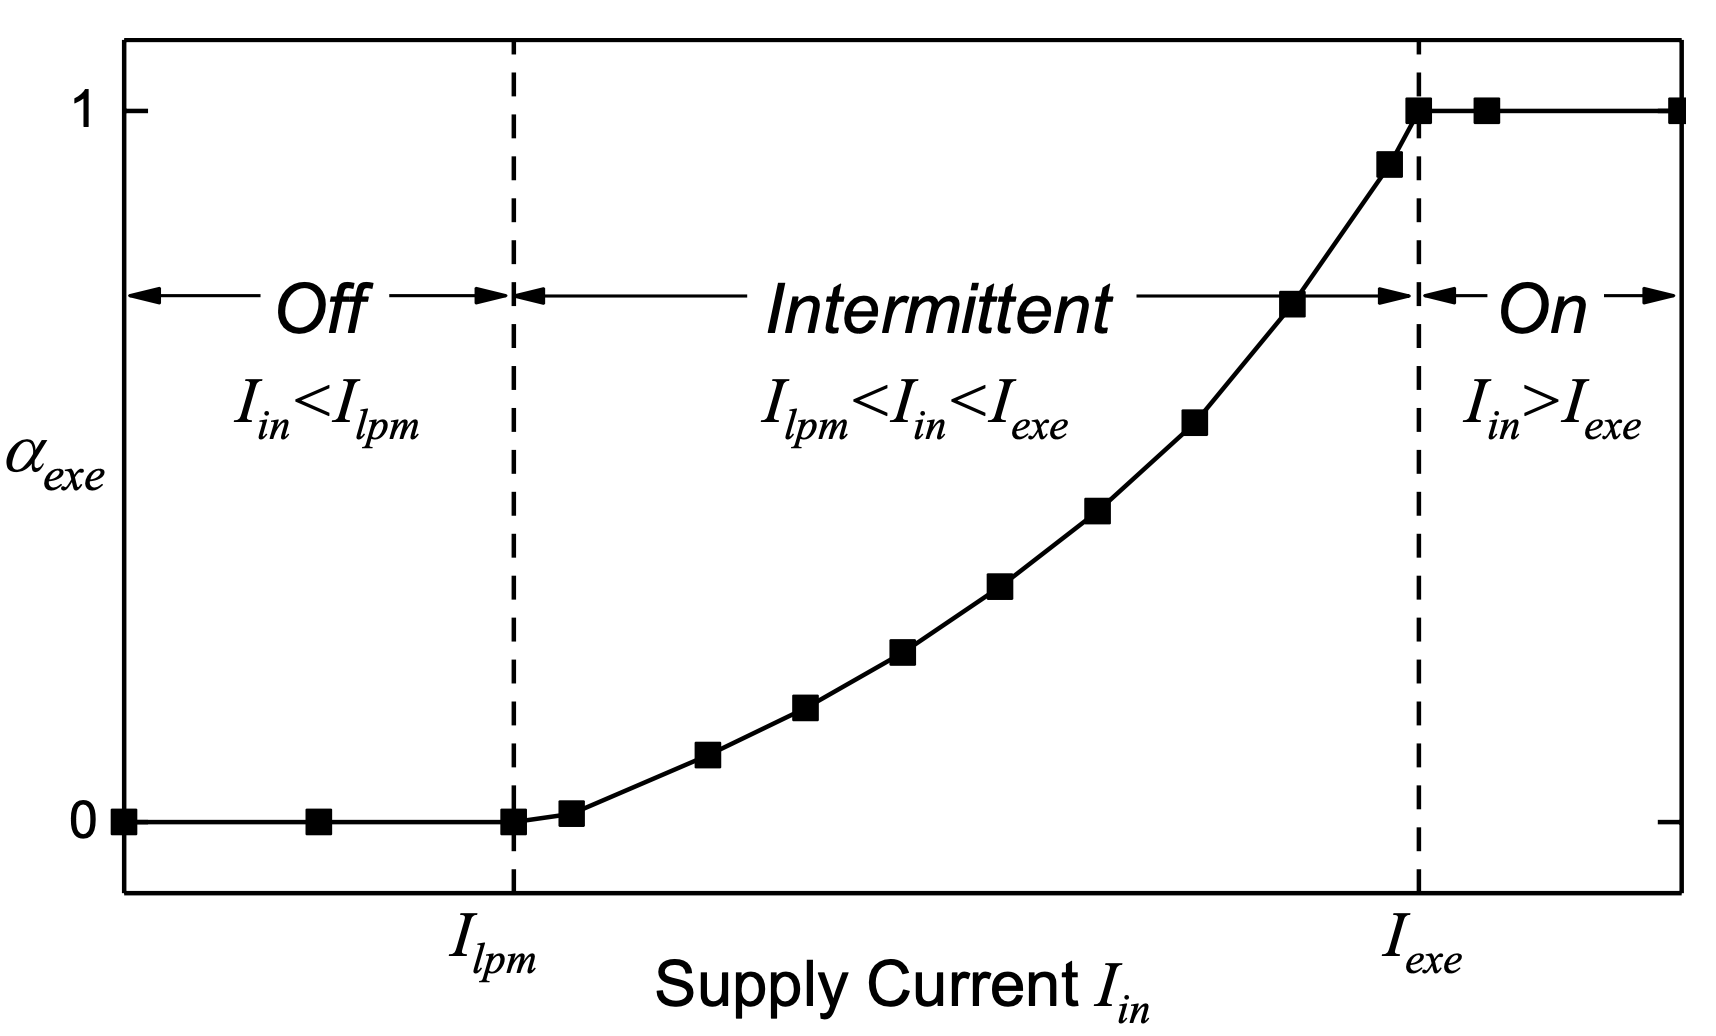 1
Off Intermittent On
I_in<I_lpm I_lpm<I_in<I_exe I_in>I_exe
α_exe
0
I_lpm I_exe
Supply Current I_in